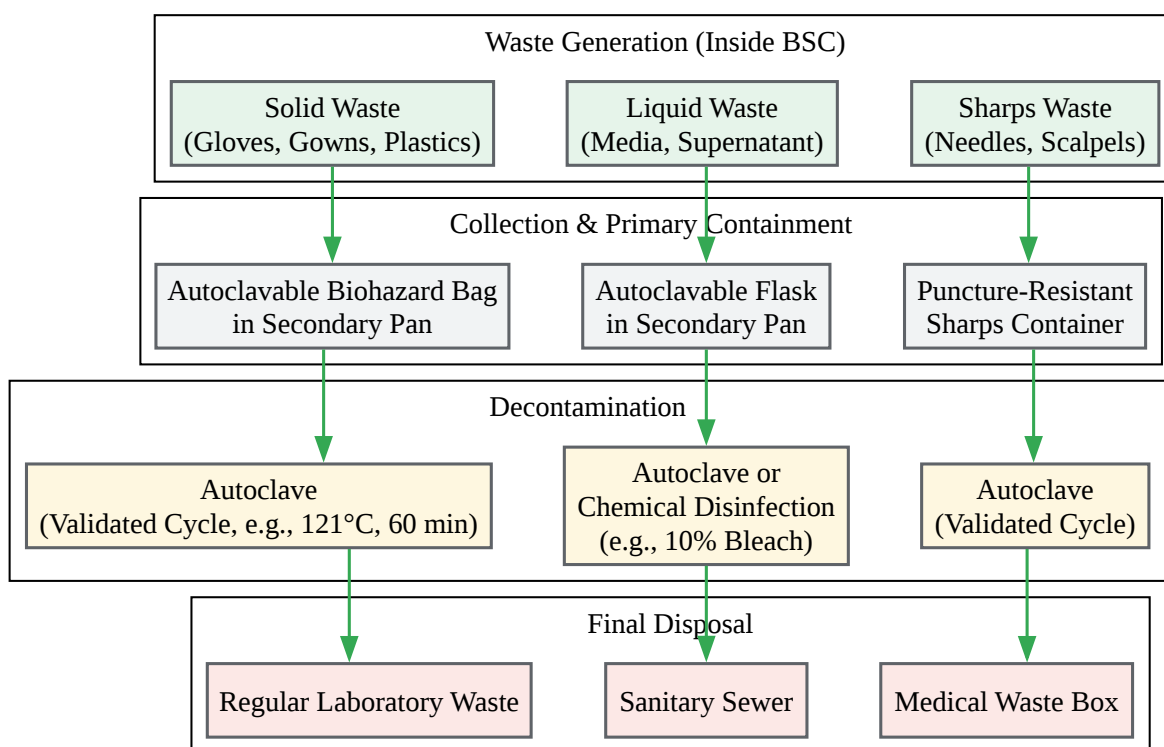 Waste Generation (Inside BSC)
Solid Waste
(Gloves, Gowns, Plastics)
Liquid Waste
(Media, Supernatant)
Sharps Waste
(Needles, Scalpels)
Collection & Primary Containment
Autoclavable Biohazard Bag
in Secondary Pan
Autoclavable Flask
in Secondary Pan
Puncture-Resistant
Sharps Container
Decontamination
Autoclave
(Validated Cycle, e.g., 121°C, 60 min)
Autoclave or
Chemical Disinfection
(e.g., 10% Bleach)
Autoclave
(Validated Cycle)
Final Disposal
Regular Laboratory Waste
Sanitary Sewer
Medical Waste Box